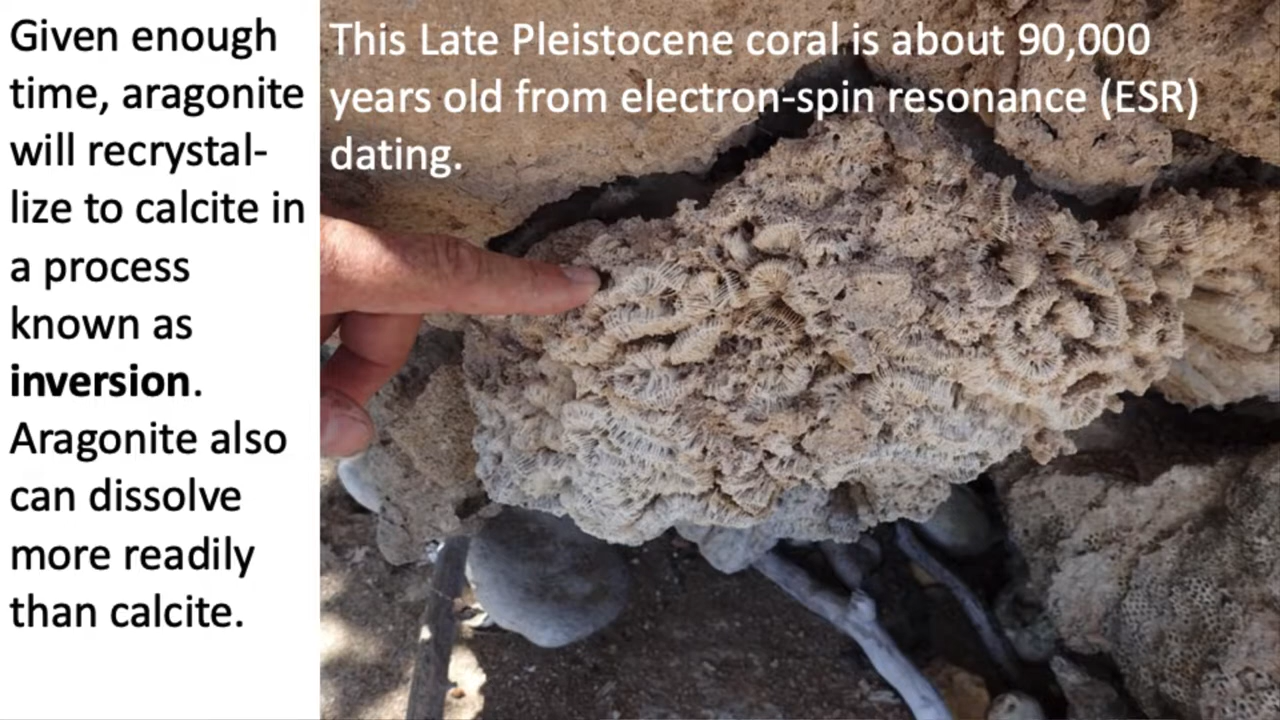 Given enough
time, aragonite
will recrystal-
lize to calcite in
a process
known as
inversion.
Aragonite also
can dissolve
more readily
than calcite.
This Late Pleistocene coral is about 90,000
years old from electron-spin resonance (ESR)
dating.